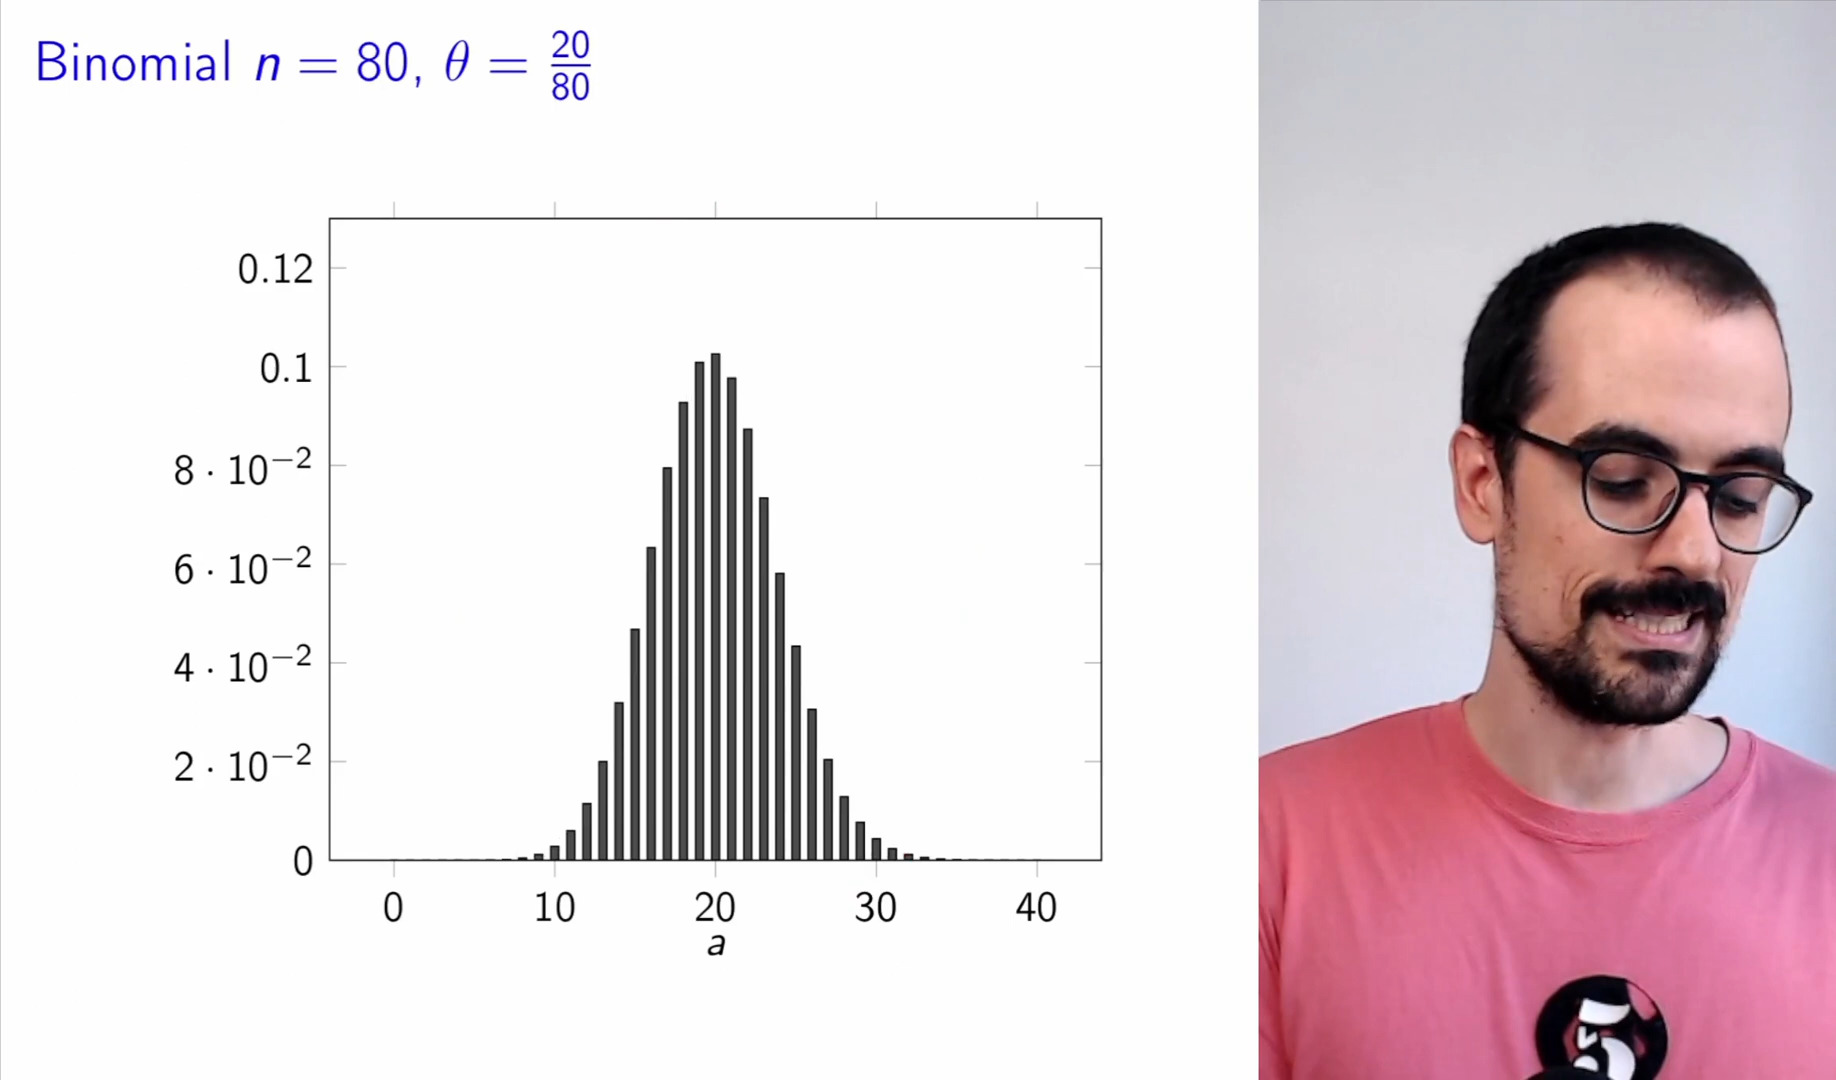 Binomial n = 80, θ = 20/80
0.12
0.1
8 · 10⁻²
6 · 10⁻²
4 · 10⁻²
2 · 10⁻²
0
0 10 20 30 40
a
5